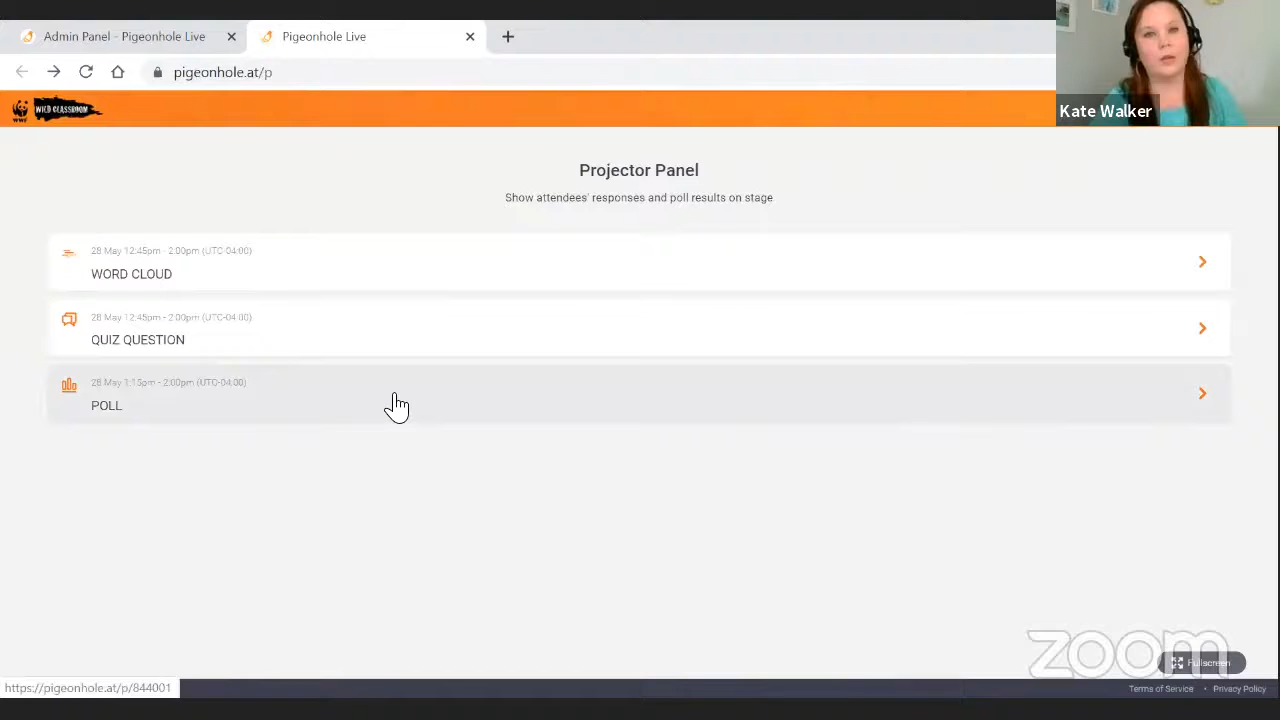 Admin Panel - Pigeonhole Live
Pigeonhole Live
pigeonhole.at/p
WWF
WILD CLASSROOM
Kate Walker
Projector Panel
Show attendees' responses and poll results on stage
28 May 12:45pm - 2:00pm (UTC-04:00)
WORD CLOUD
28 May 12:45pm - 2:00pm (UTC-04:00)
QUIZ QUESTION
28 May 1:15pm - 2:00pm (UTC-04:00)
POLL
zoom
Fullscreen
https://pigeonhole.at/p/844001
Terms of Service • Privacy Policy